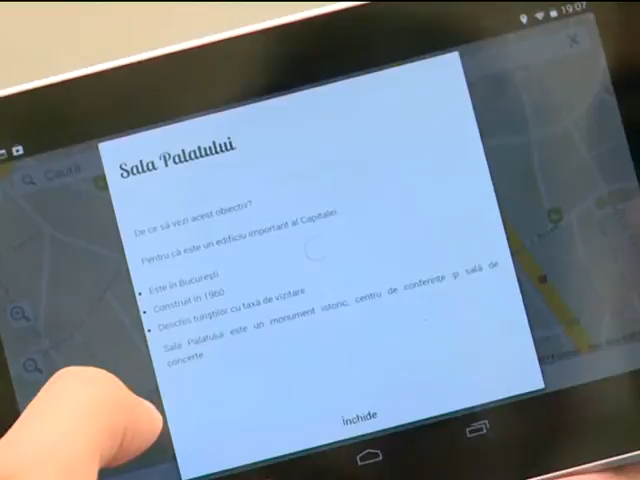 19:07
Caută
Sala Palatului
De ce să vezi acest obiectiv?
Pentru că este un edificiu important al Capitalei
Este în București
Construit in 1960
Deschis turiștilor cu taxă de vizitare
Sala Palatului este un monument istoric, centru de conferințe și sală de
concerte.
Închide